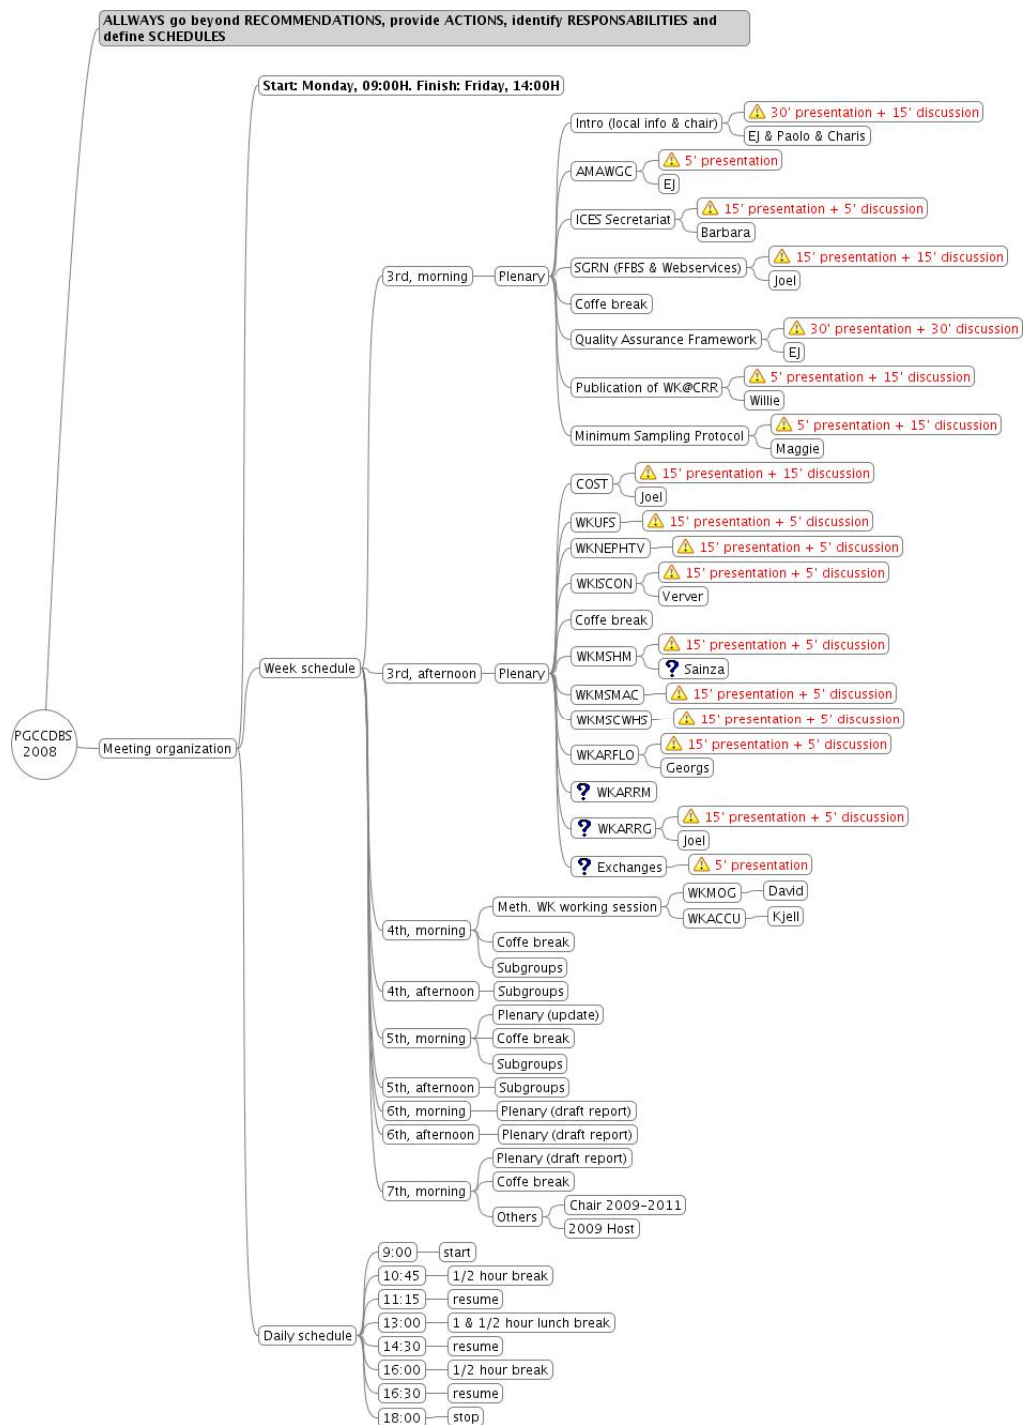 ALLWAYS go beyond RECOMMENDATIONS, provide ACTIONS, identify RESPONSABILITIES and
define SCHEDULES
PGCCDBS
2008
Meeting organization
Start: Monday, 09:00H. Finish: Friday, 14:00H
Week schedule
3rd, morning
Plenary
Intro (local info & chair)
30' presentation + 15' discussion
EJ & Paolo & Charis
AMAWGC
5' presentation
EJ
ICES Secretariat
15' presentation + 5' discussion
Barbara
SGRN (FFBS & Webservices)
15' presentation + 15' discussion
Joel
Coffe break
Quality Assurance Framework
30' presentation + 30' discussion
EJ
Publication of WK@CRR
5' presentation + 15' discussion
Willie
Minimum Sampling Protocol
5' presentation + 15' discussion
Maggie
3rd, afternoon
Plenary
COST
15' presentation + 15' discussion
Joel
WKUFS
15' presentation + 5' discussion
WKNEPHTV
15' presentation + 5' discussion
WKISCON
15' presentation + 5' discussion
Verver
Coffe break
WKMSHM
15' presentation + 5' discussion
? Sainza
WKMSMAC
15' presentation + 5' discussion
WKMSCWHS
15' presentation + 5' discussion
WKARFLO
15' presentation + 5' discussion
Georgs
? WKARRM
? WKARRG
15' presentation + 5' discussion
Joel
? Exchanges
5' presentation
4th, morning
Meth. WK working session
WKMOG
David
WKACCU
Kjell
Coffe break
Subgroups
4th, afternoon
Subgroups
5th, morning
Plenary (update)
Coffe break
Subgroups
5th, afternoon
Subgroups
6th, morning
Plenary (draft report)
6th, afternoon
Plenary (draft report)
7th, morning
Plenary (draft report)
Coffe break
Others
Chair 2009-2011
2009 Host
Daily schedule
9:00
start
10:45
1/2 hour break
11:15
resume
13:00
1 & 1/2 hour lunch break
14:30
resume
16:00
1/2 hour break
16:30
resume
18:00
stop